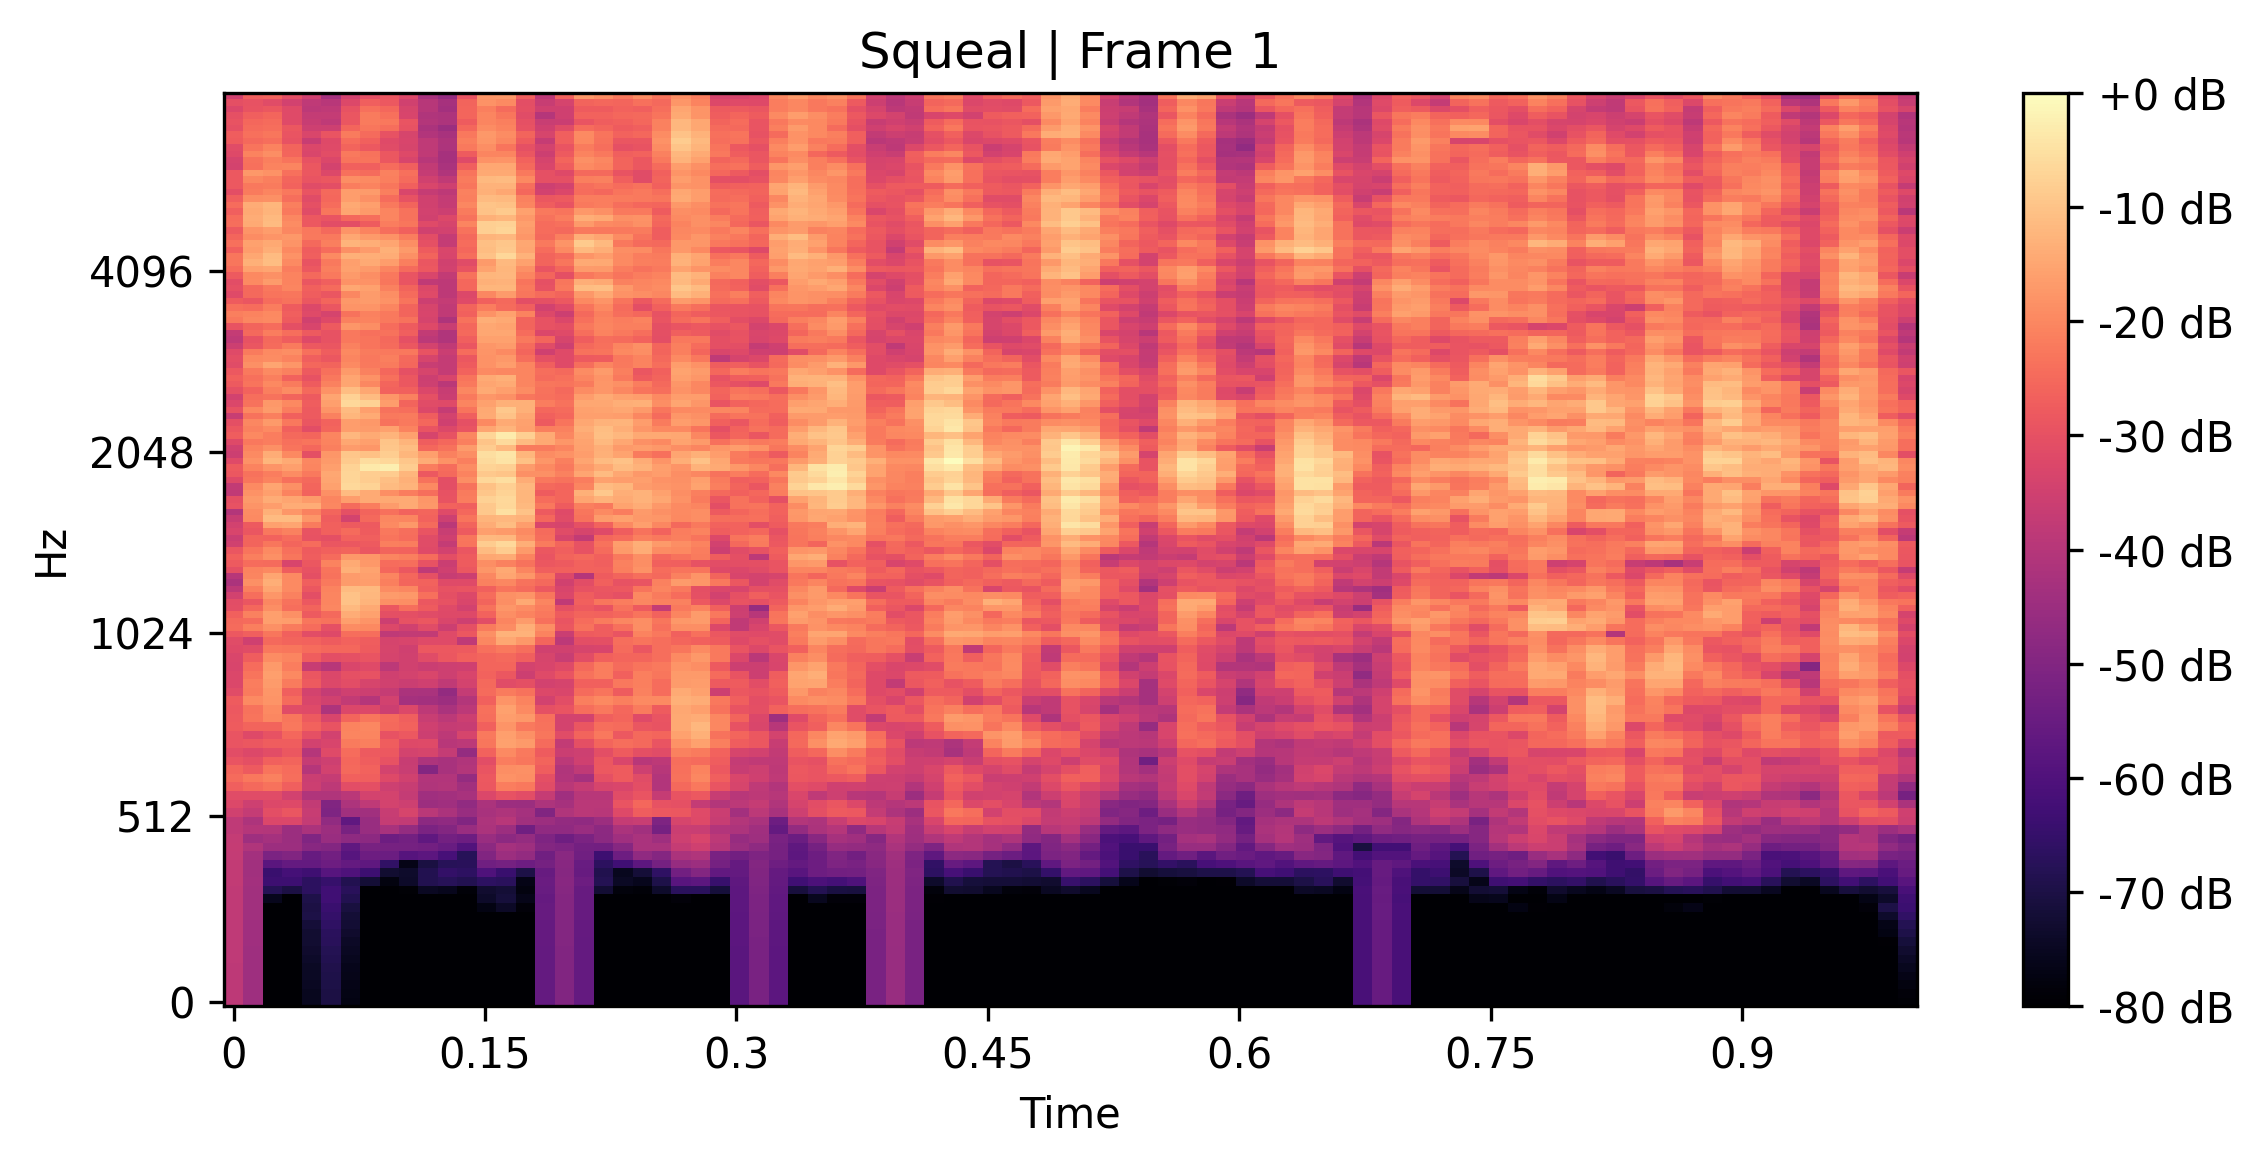 Squeal | Frame 1
+0 dB
-10 dB
-20 dB
-30 dB
-40 dB
-50 dB
-60 dB
-70 dB
-80 dB
4096
2048
1024
512
0
Hz
0 0.15 0.3 0.45 0.6 0.75 0.9
Time